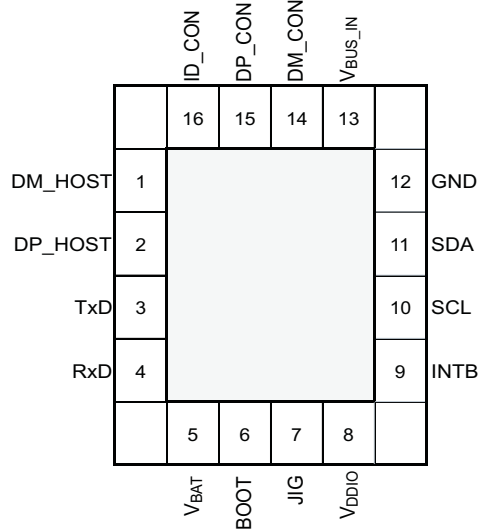 ID_CON DP_CON DM_CON VBUS_IN
16 15 14 13
DM_HOST 1 12 GND
DP_HOST 2 11 SDA
TxD 3 10 SCL
RxD 4 9 INTB
5 6 7 8
VBAT BOOT JIG VDDIO